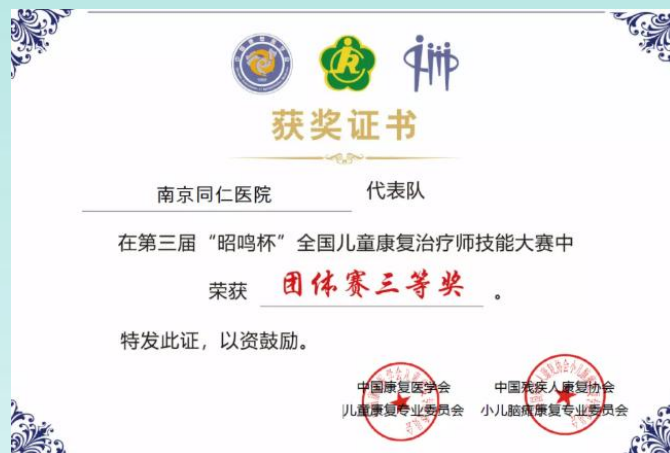 获奖证书
南京同仁医院 代表队
在第三届“昭鸣杯”全国儿童康复治疗师技能大赛中
荣获 团体赛三等奖 。
特发此证，以资鼓励。
中国康复医学会 中国残疾人康复协会
儿童康复专业委员会 小儿脑瘫康复专业委员会